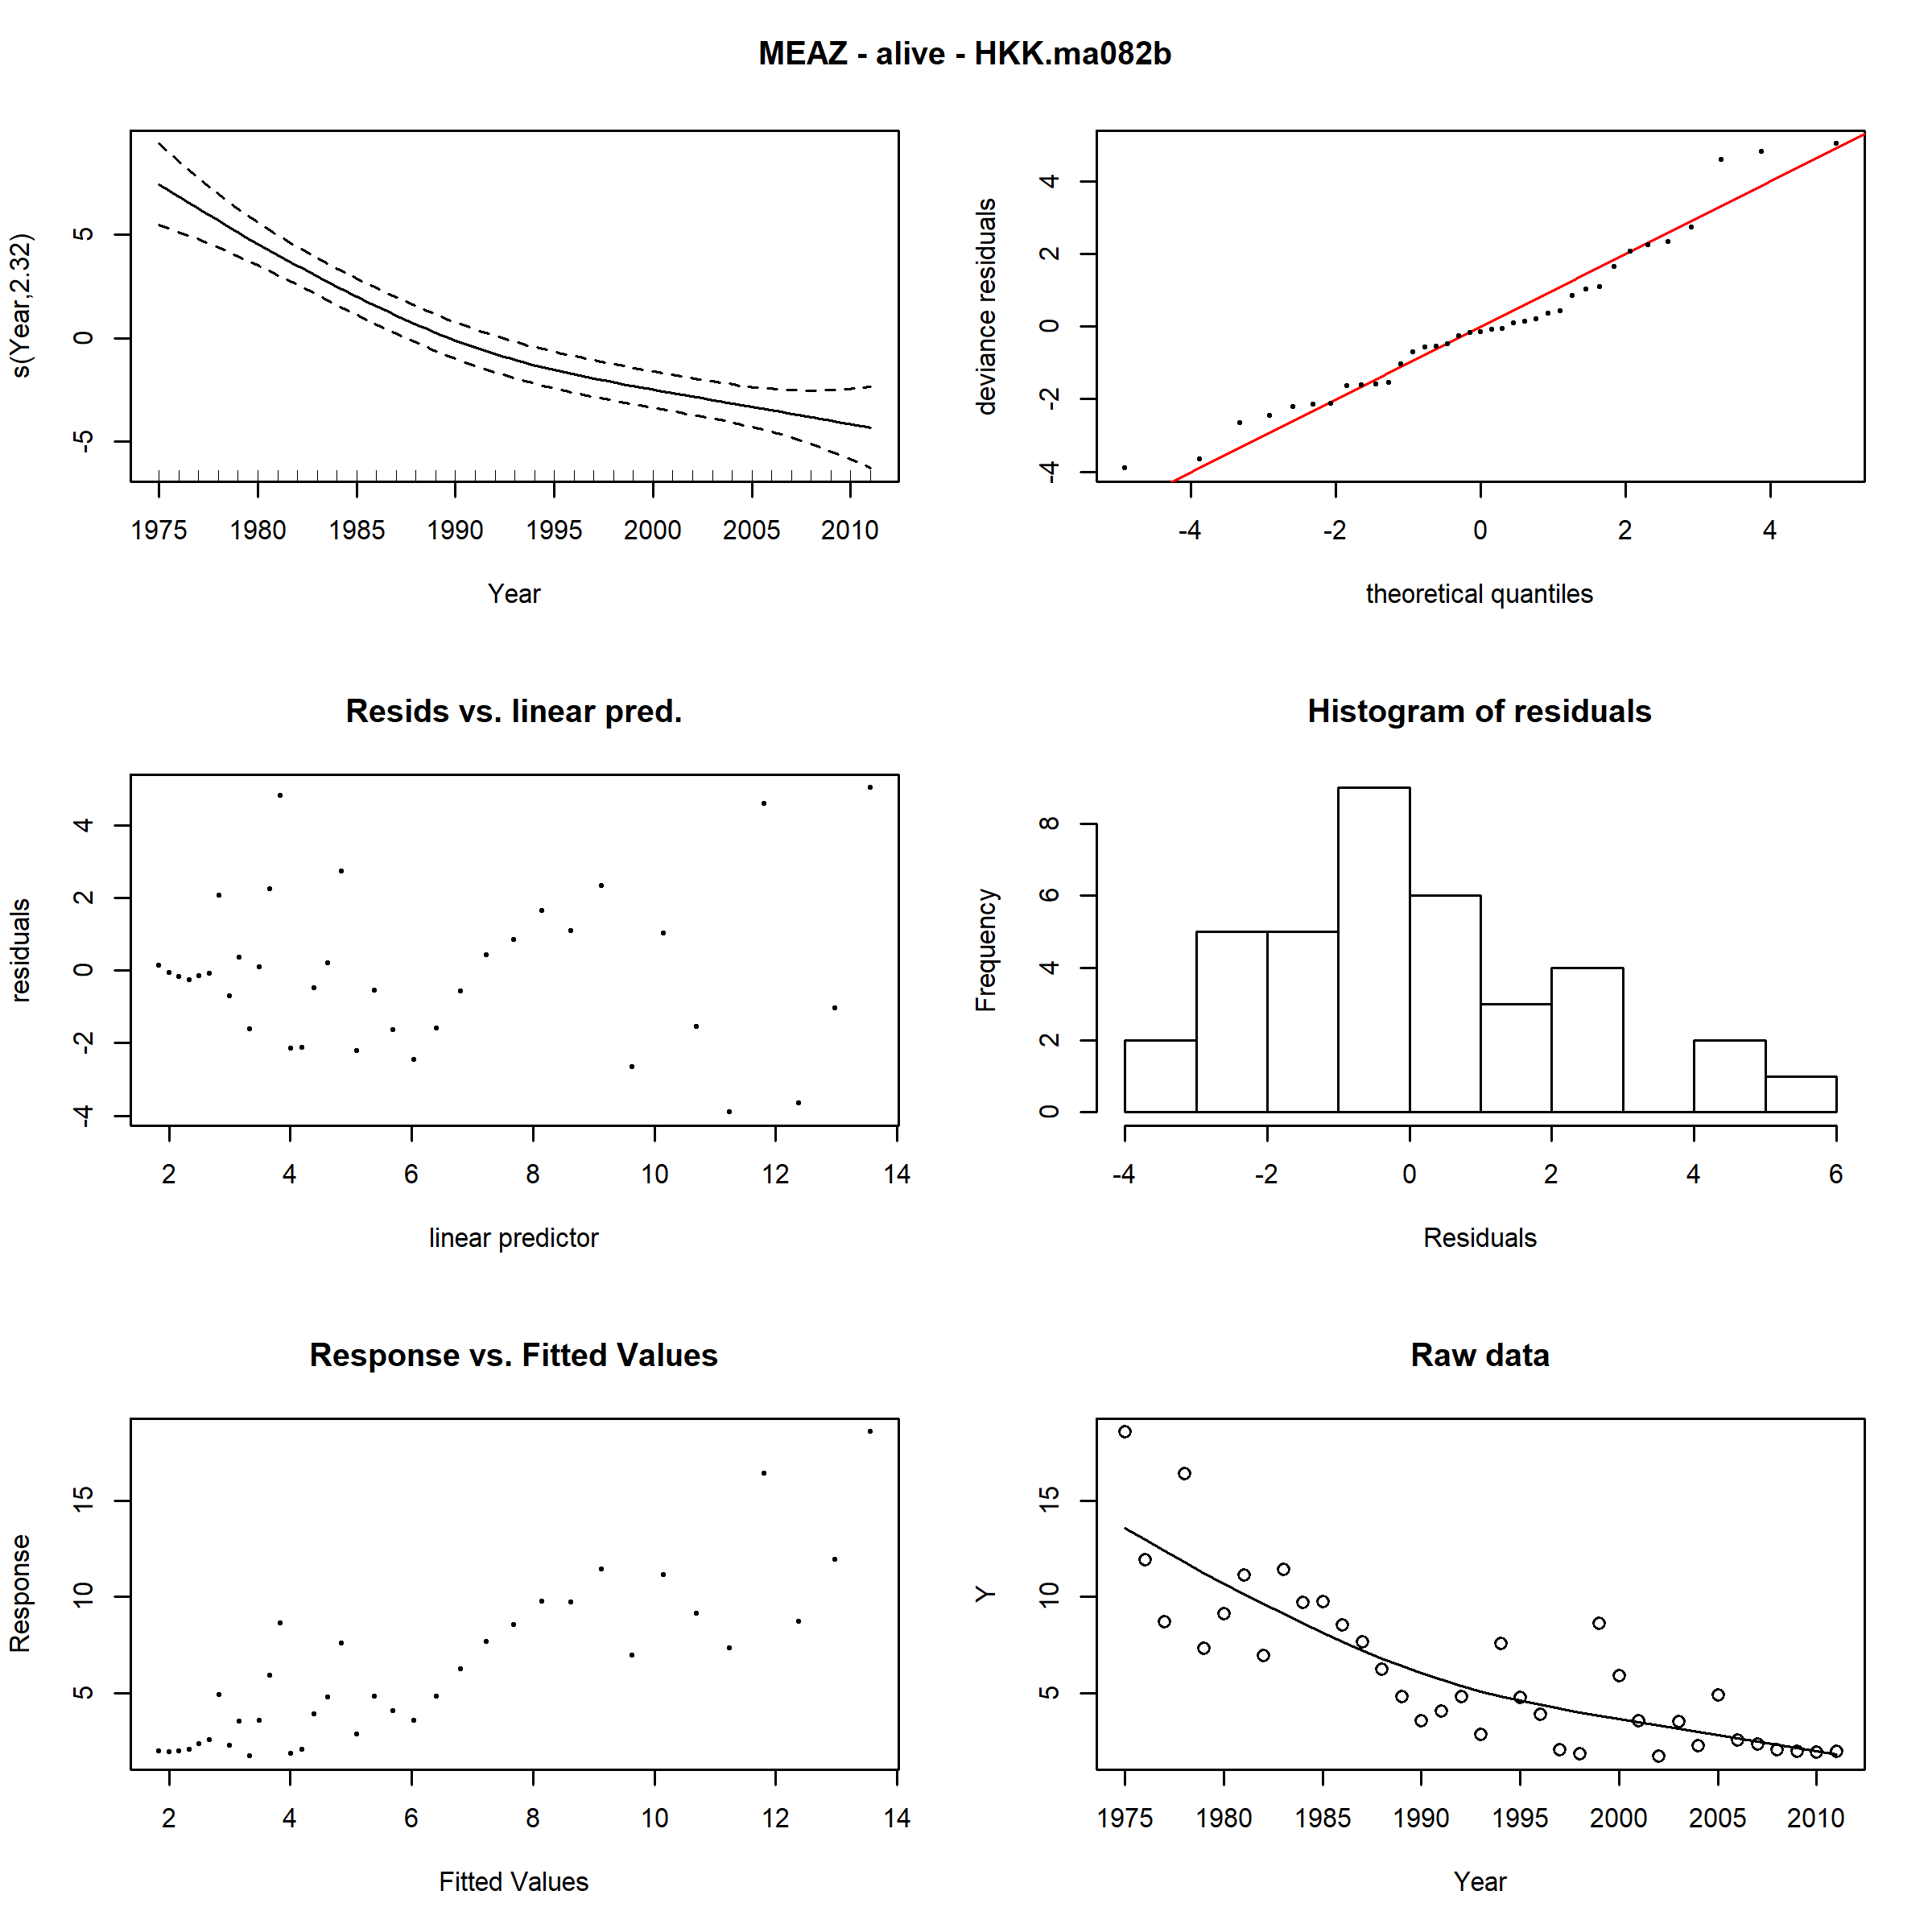 MEAZ - alive - HKK.ma082b
s(Year,2.32)
5
0
-5
1975 1980 1985 1990 1995 2000 2005 2010
Year
deviance residuals
4
2
0
-2
-4
-4 -2 0 2 4
theoretical quantiles
Resids vs. linear pred.
residuals
4
2
0
-2
-4
2 4 6 8 10 12 14
linear predictor
Histogram of residuals
Frequency
8
6
4
2
0
-4 -2 0 2 4 6
Residuals
Response vs. Fitted Values
Response
15
10
5
2 4 6 8 10 12 14
Fitted Values
Raw data
Y
15
10
5
1975 1980 1985 1990 1995 2000 2005 2010
Year